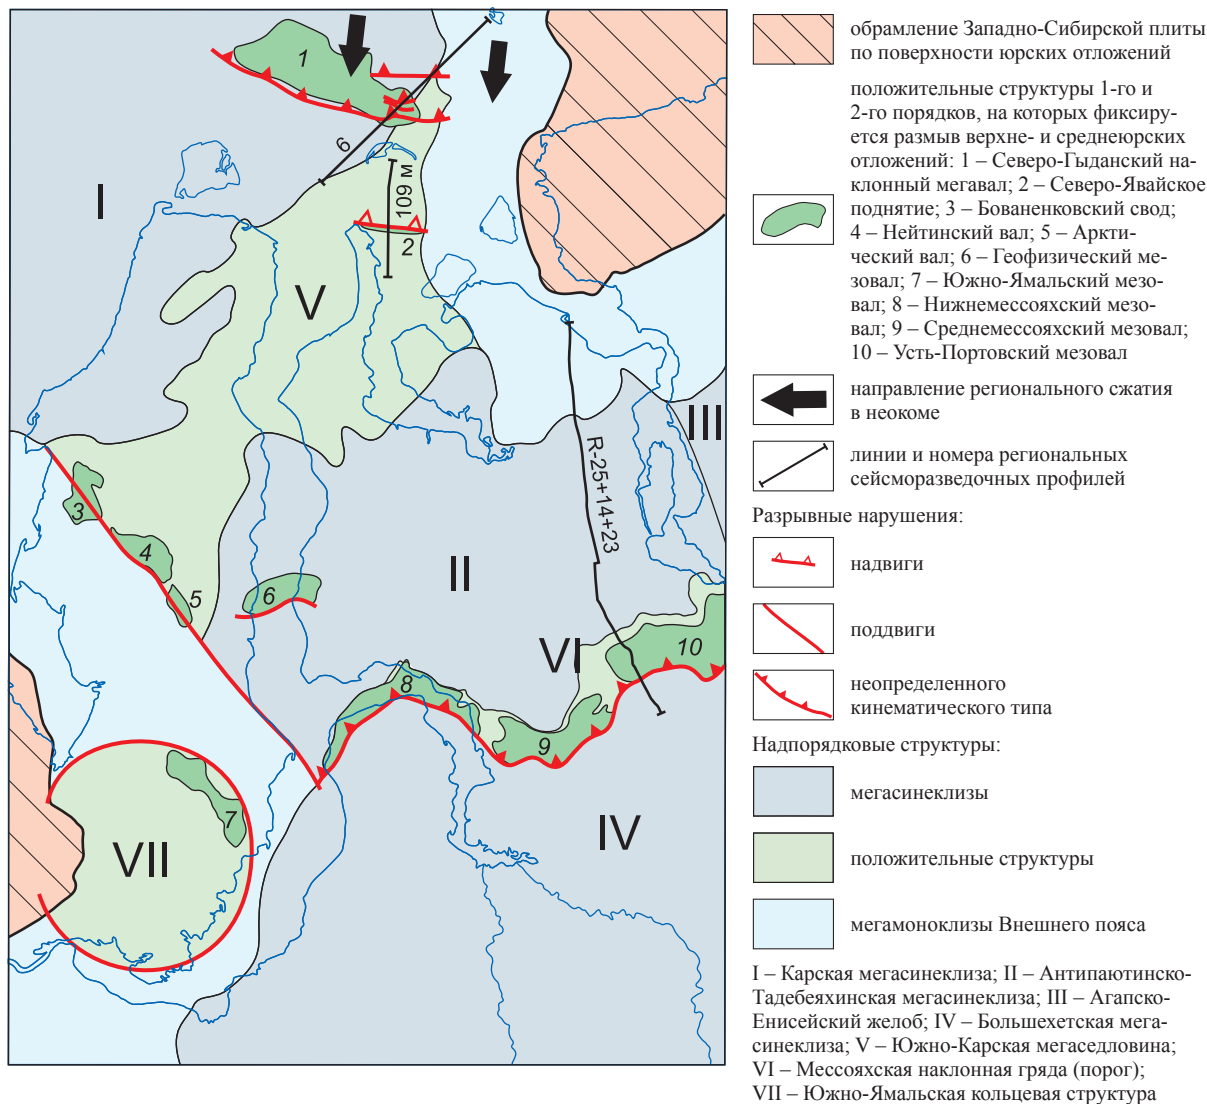 1
6
I
109 м
2
V
III
R-25+14+23
3
4
5
6
II
VI
10
8
9
7
VII
IV
обрамление Западно-Сибирской плиты
по поверхности юрских отложений
положительные структуры 1-го и
2-го порядков, на которых фиксиру-
ется размыв верхне- и среднеюрских
отложений: 1 – Северо-Гыданский на-
клонный мегавал; 2 – Северо-Явайское
поднятие; 3 – Бованенковский свод;
4 – Нейтинский вал; 5 – Аркти-
ческий вал; 6 – Геофизический ме-
зовал; 7 – Южно-Ямальский мезо-
вал; 8 – Нижнемессояхский мезо-
вал; 9 – Среднемессояхский мезовал;
10 – Усть-Портовский мезовал
направление регионального сжатия
в неокоме
линии и номера региональных
сейсморазведочных профилей
Разрывные нарушения:
надвиги
поддвиги
неопределенного
кинематического типа
Надпорядковые структуры:
мегасинеклизы
положительные структуры
мегамоноклизы Внешнего пояса
I – Карская мегасинеклиза; II – Антипаютинско-
Тадебеяхинская мегасинеклиза; III – Агапско-
Енисейский желоб; IV – Большехетская мега-
синеклиза; V – Южно-Карская мегаседловина;
VI – Мессояхская наклонная гряда (порог);
VII – Южно-Ямальская кольцевая структура